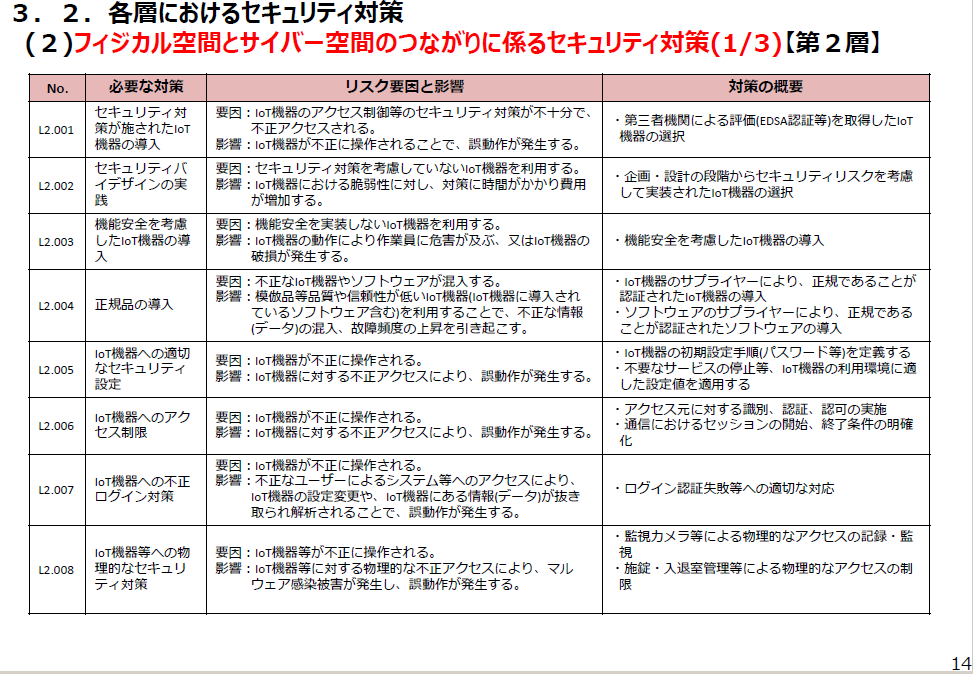 ３．２．各層におけるセキュリティ対策
(２)フィジカル空間とサイバー空間のつながりに係るセキュリティ対策(1/3)【第２層】
No.
必要な対策
リスク要因と影響
対策の概要
L2.001
セキュリティ対
策が施されたIoT
機器の導入
要因：IoT機器のアクセス制御等のセキュリティ対策が不十分で、
不正アクセスされる。
影響：IoT機器が不正に操作されることで、誤動作が発生する。
・第三者機関による評価(EDSA認証等)を取得したIoT
機器の選択
L2.002
セキュリティバ
イデザインの実
践
要因：セキュリティ対策を考慮していないIoT機器を利用する。
影響：IoT機器における脆弱性に対し、対策に時間がかかり費用
が増加する。
・企画・設計の段階からセキュリティリスクを考慮
して実装されたIoT機器の選択
L2.003
機能安全を考慮
したIoT機器の導
入
要因：機能安全を実装しないIoT機器を利用する。
影響：IoT機器の動作により作業員に危害が及ぶ、又はIoT機器の
破損が発生する。
・機能安全を考慮したIoT機器の導入
L2.004
正規品の導入
要因：不正なIoT機器やソフトウェアが混入する。
影響：模倣品等品質や信頼性が低いIoT機器(IoT機器に導入され
ているソフトウェア含む)を利用することで、不正な情報
(データ)の混入、故障頻度の上昇を引き起こす。
・IoT機器のサプライヤーにより、正規であることが
認証されたIoT機器の導入
・ソフトウェアのサプライヤーにより、正規である
ことが認証されたソフトウェアの導入
L2.005
IoT機器への適切
なセキュリティ
設定
要因：IoT機器が不正に操作される。
影響：IoT機器に対する不正アクセスにより、誤動作が発生する。
・IoT機器の初期設定手順(パスワード等)を定義する
・不要なサービスの停止等、IoT機器の利用環境に適
した設定値を適用する
L2.006
IoT機器へのアク
セス制限
要因：IoT機器が不正に操作される。
影響：IoT機器に対する不正アクセスにより、誤動作が発生する。
・アクセス元に対する識別、認証、認可の実施
・通信におけるセッションの開始、終了条件の明確
化
L2.007
IoT機器への不正
ログイン対策
要因：IoT機器が不正に操作される。
影響：不正なユーザーによるシステム等へのアクセスにより、
IoT機器の設定変更や、IoT機器にある情報(データ)が抜き
取られ解析されることで、誤動作が発生する。
・ログイン認証失敗等への適切な対応
L2.008
IoT機器等への物
理的なセキュリ
ティ対策
要因：IoT機器等が不正に操作される。
影響：IoT機器等に対する物理的な不正アクセスにより、マル
ウェア感染被害が発生し、誤動作が発生する。
・監視カメラ等による物理的なアクセスの記録・監
視
・施錠・入退室管理等による物理的なアクセスの制
限
14